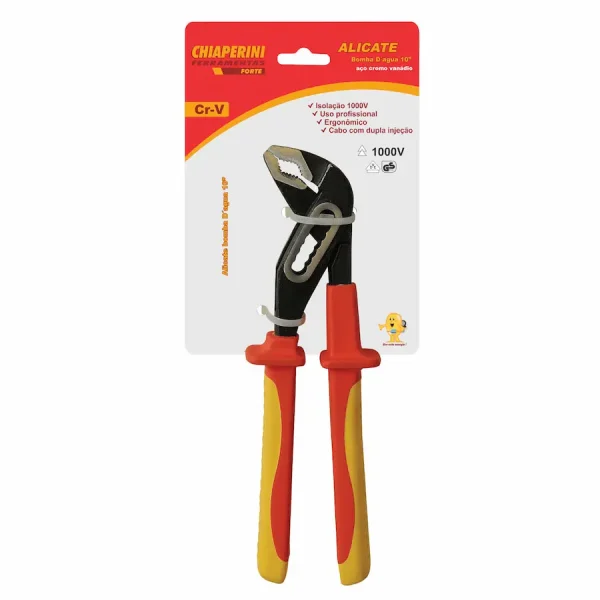 CHIAPERINI
FERRAMENTAS
FORTE
ALICATE
Bomba D agua 10"
aço cromo vanádio
Cr-V
Isolação 1000V
Uso profissional
Ergonômico
Cabo com dupla injeção
1000V
GS
Alicate bomba D'agua 10"